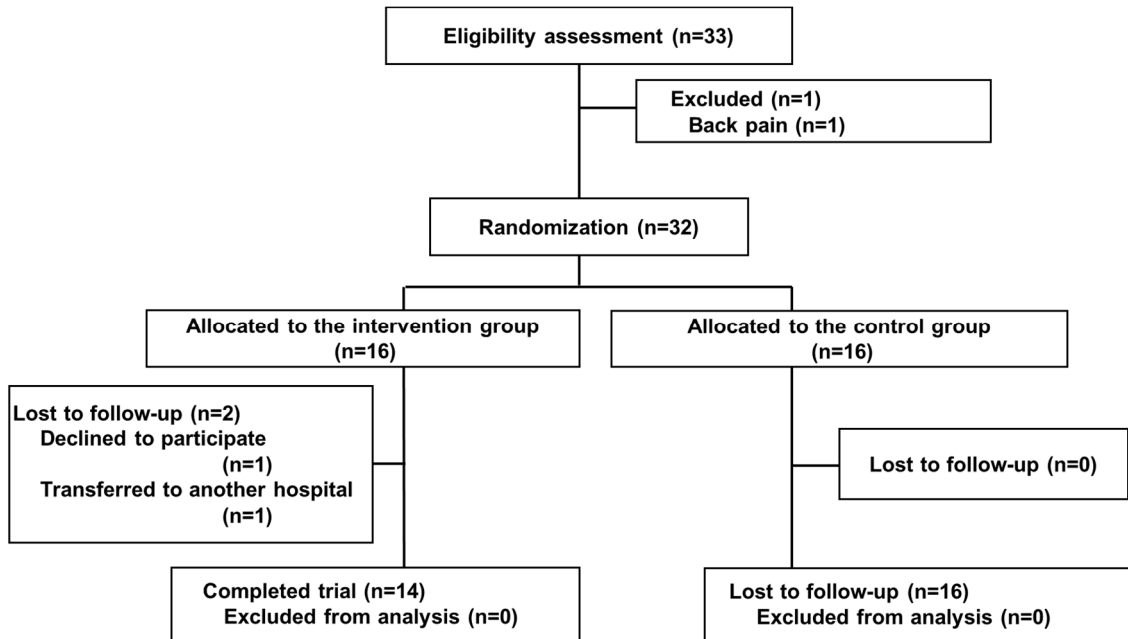 Eligibility assessment (n=33)
Excluded (n=1)
Back pain (n=1)
Randomization (n=32)
Allocated to the intervention group
(n=16)
Allocated to the control group
(n=16)
Lost to follow-up (n=2)
Declined to participate
(n=1)
Transferred to another hospital
(n=1)
Lost to follow-up (n=0)
Completed trial (n=14)
Excluded from analysis (n=0)
Lost to follow-up (n=16)
Excluded from analysis (n=0)